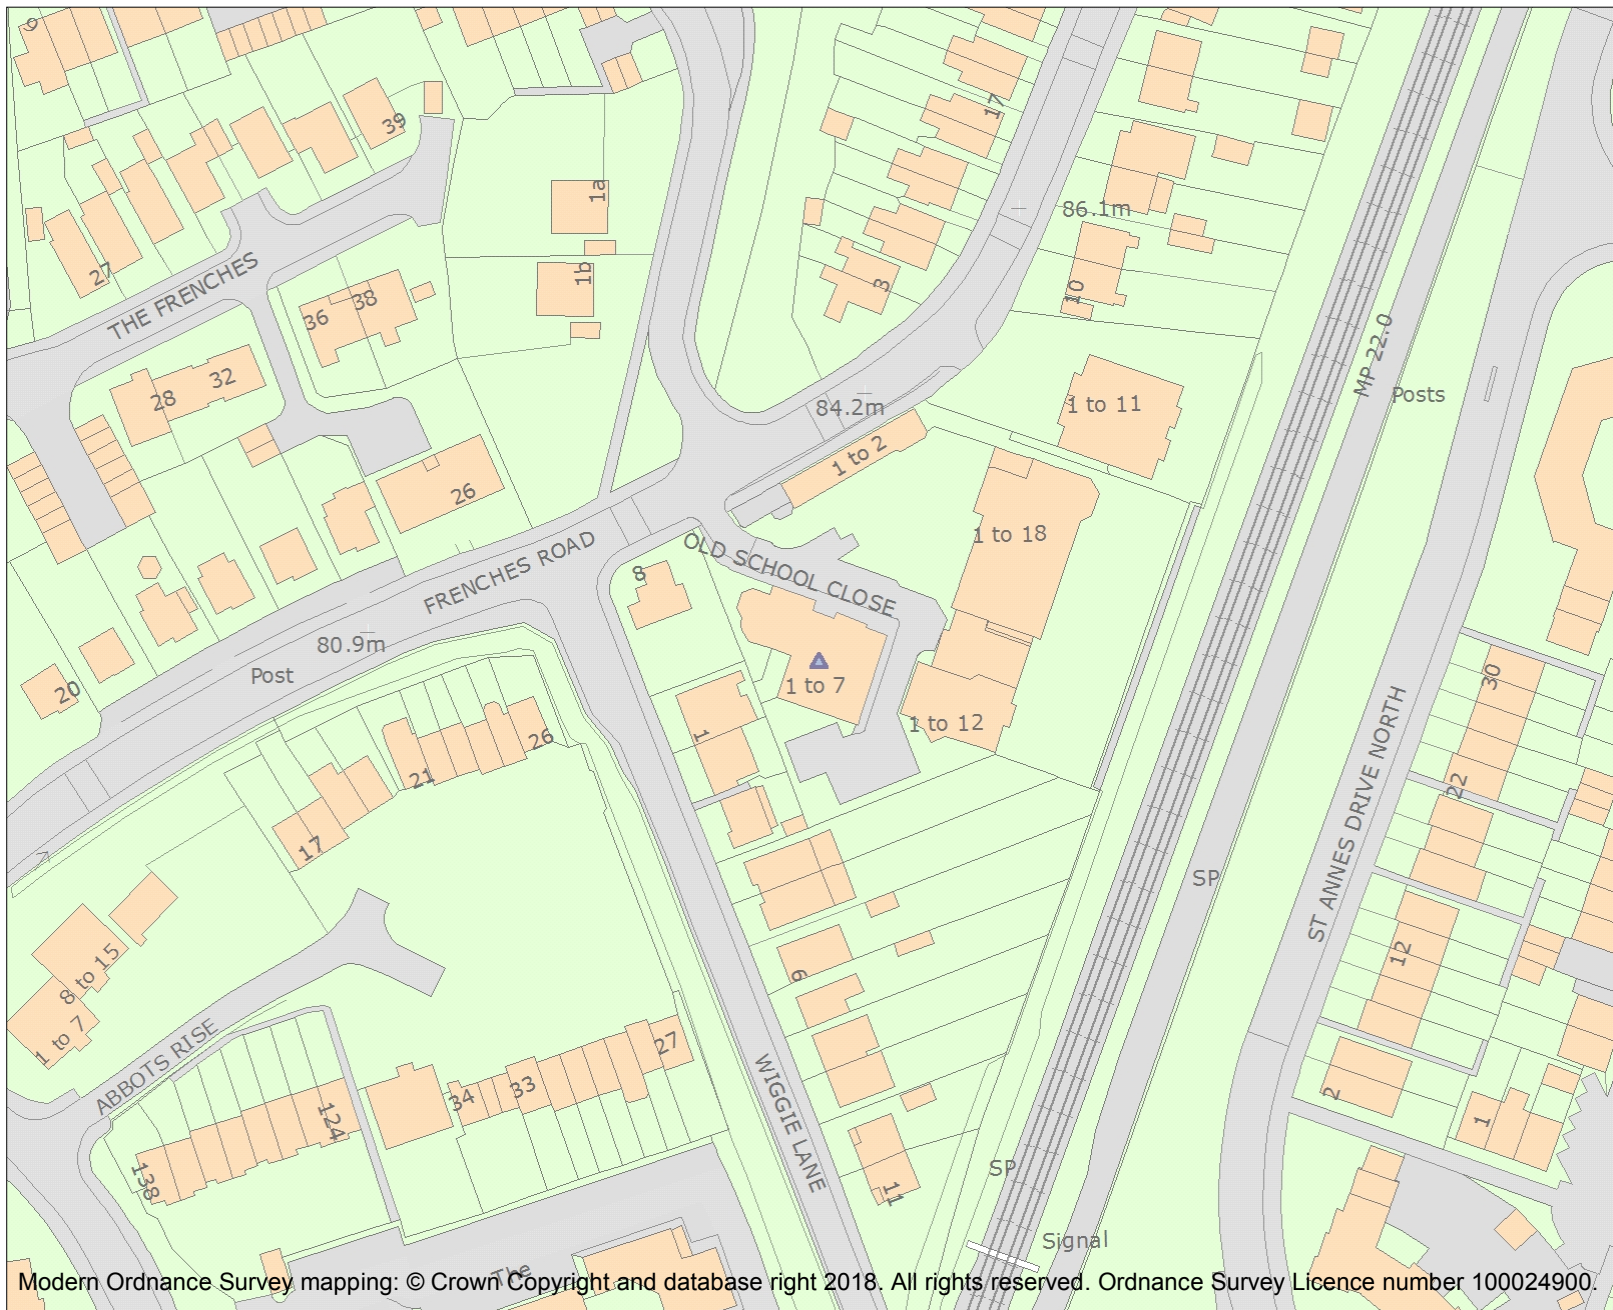 9
39
17
1a
27
THE FRENCHES
1b
86.1m
3
10
36
38
MP 22.0
28
32
84.2m
1 to 11
Posts
1 to 2
26
1 to 18
FRENCHES ROAD
OLD SCHOOL CLOSE
8
80.9m
Post
20
1 to 7
30
1
1 to 12
26
21
22
ST ANNES DRIVE NORTH
17
SP
8 to 15
6
12
1 to 7
27
ABBOTS RISE
34
33
WIGGIE LANE
2
124
1
138
SP
11
Signal
The
Modern Ordnance Survey mapping: © Crown Copyright and database right 2018. All rights reserved. Ordnance Survey Licence number 100024900.